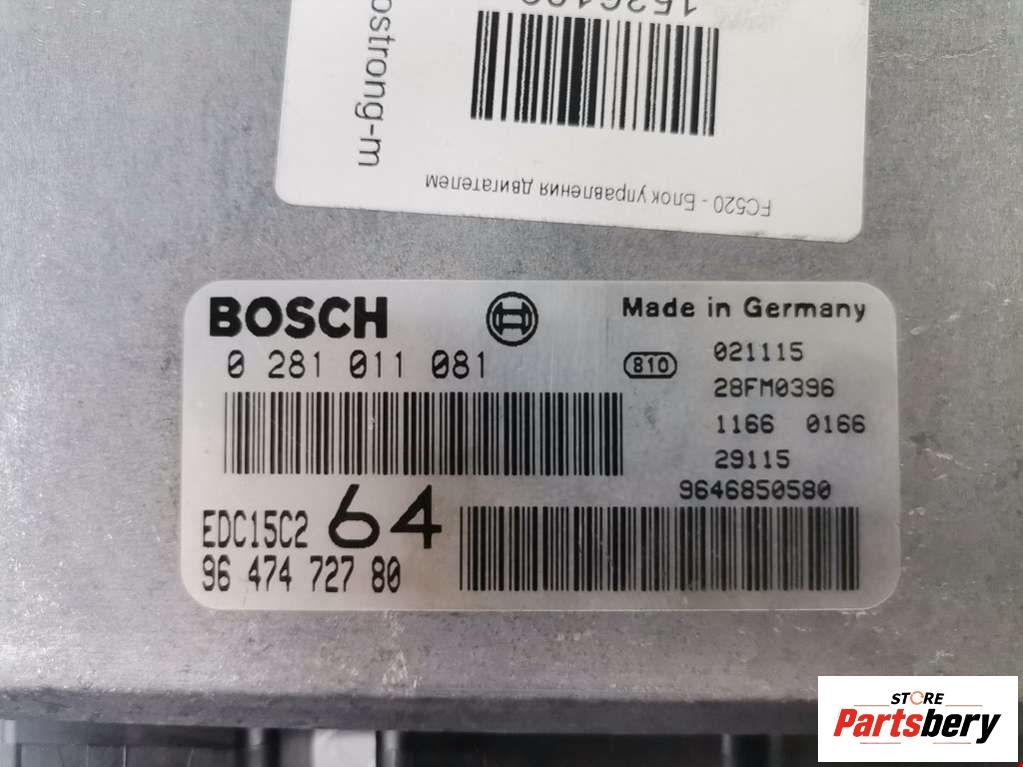 ostrong-m
FC520 - Блок управления двигателем
BOSCH
Made in Germany
0 281 011 081
810
021115
28FM0396
1166 0166
29115
9646850580
EDC15C2 64
96 474 727 80
STORE
Partsbery